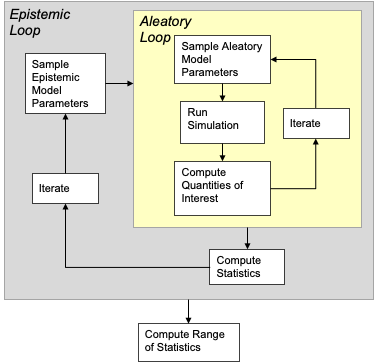 Epistemic
Loop
Aleatory
Loop
Sample
Epistemic
Model
Parameters
Sample Aleatory
Model
Parameters
Run
Simulation
Iterate
Compute
Quantities of
Interest
Iterate
Compute
Statistics
Compute Range
of Statistics